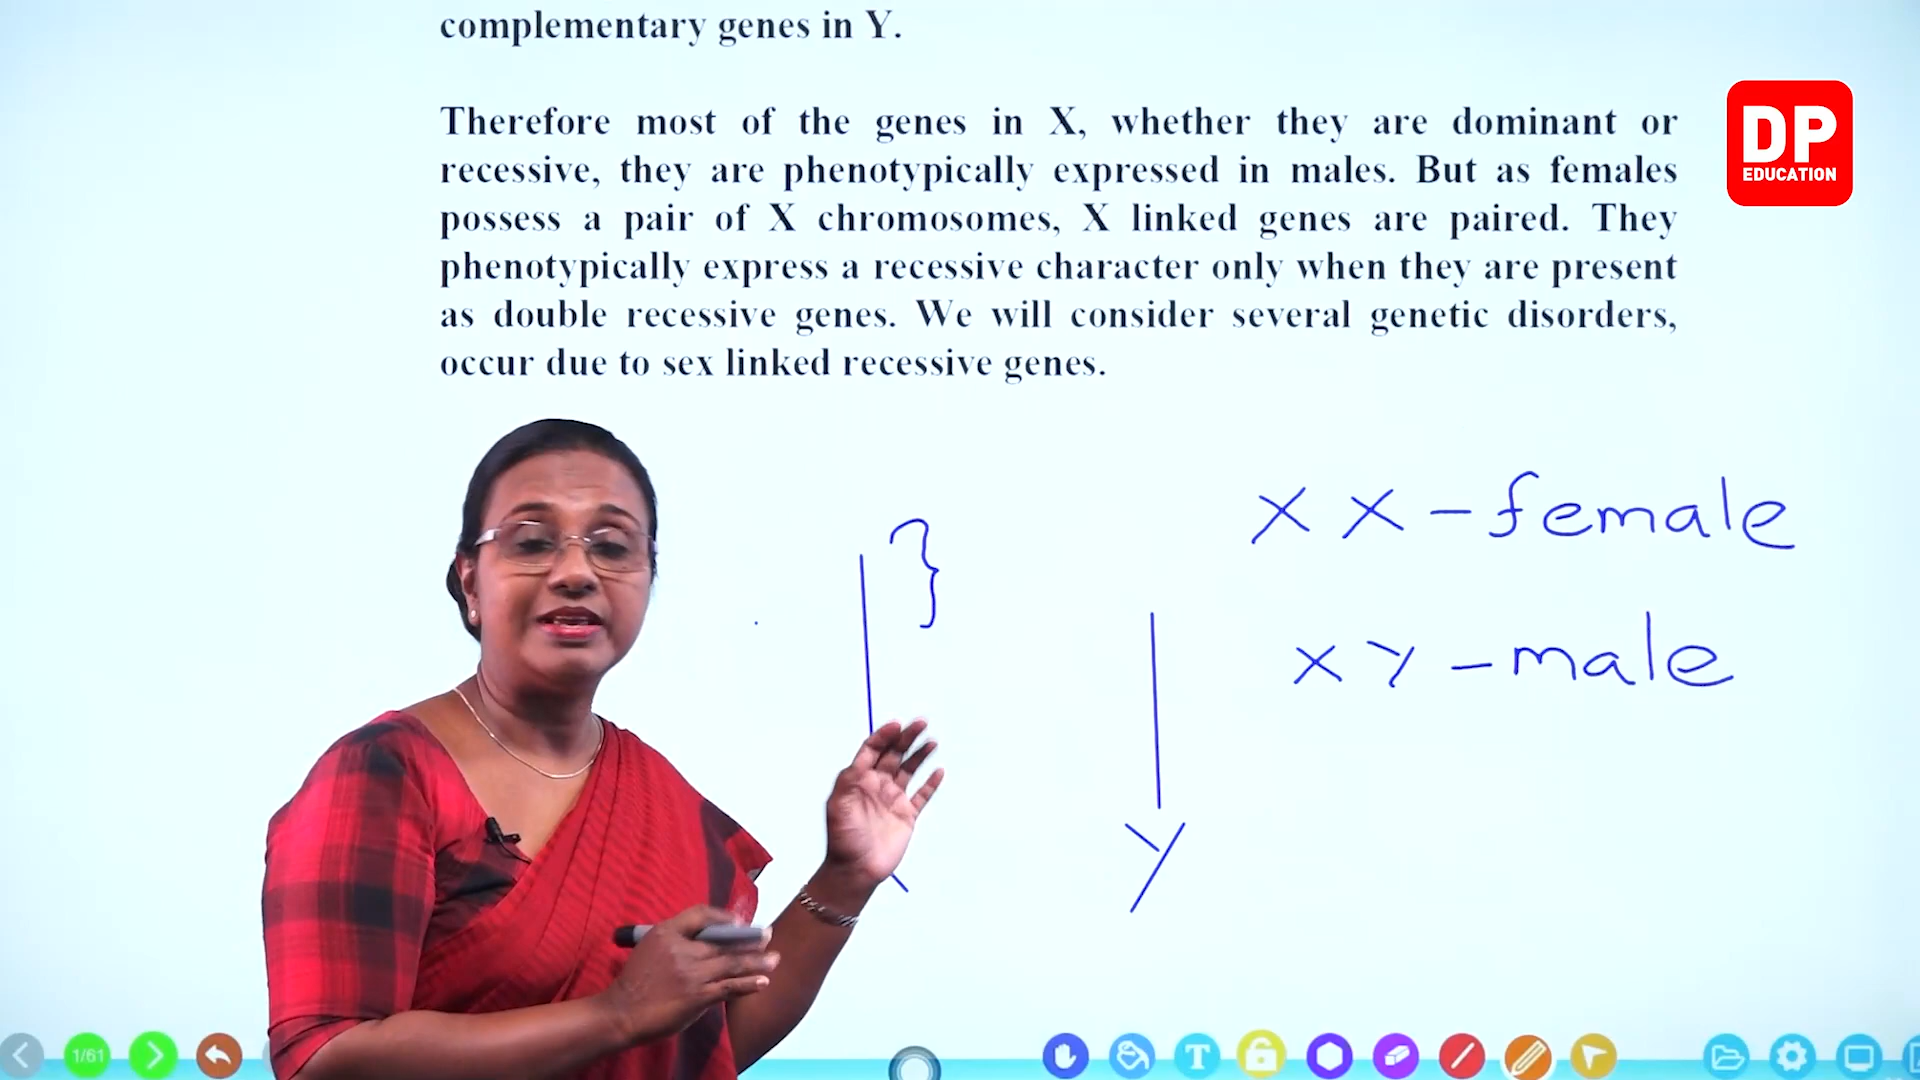 complementary genes in Y.
Therefore most of the genes in X, whether they are dominant or
recessive, they are phenotypically expressed in males. But as females
possess a pair of X chromosomes, X linked genes are paired. They
phenotypically express a recessive character only when they are present
as double recessive genes. We will consider several genetic disorders,
occur due to sex linked recessive genes.
DP
EDUCATION
X X - female
X Y - male
Y
1/61
T